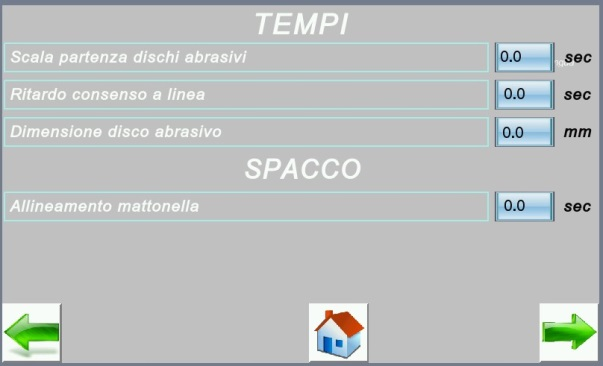 TEMPI
Scala partenza dischi abrasivi 0.0 sec
Ritardo consenso a linea 0.0 sec
Dimensione disco abrasivo 0.0 mm
SPACCO
Allineamento mattonella 0.0 sec